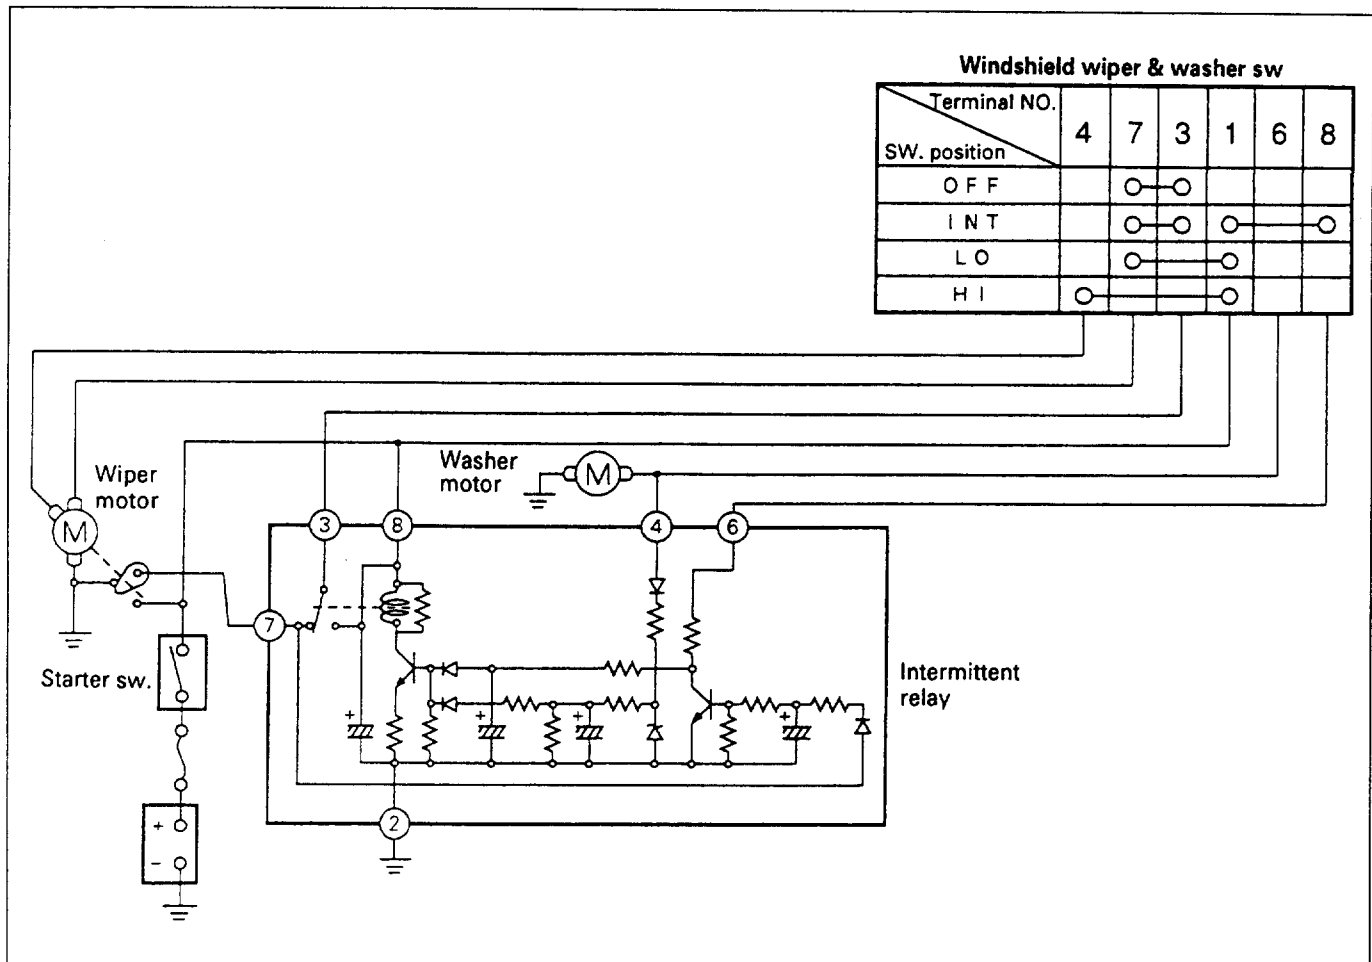 Windshield wiper & washer sw
Terminal NO.
SW. position
4 7 3 1 6 8
OFF
INT
LO
HI
Wiper
motor
Washer
motor
M
M
3 8 4 6
7
Starter sw.
Intermittent
relay
+
+
+
+
2
+
-